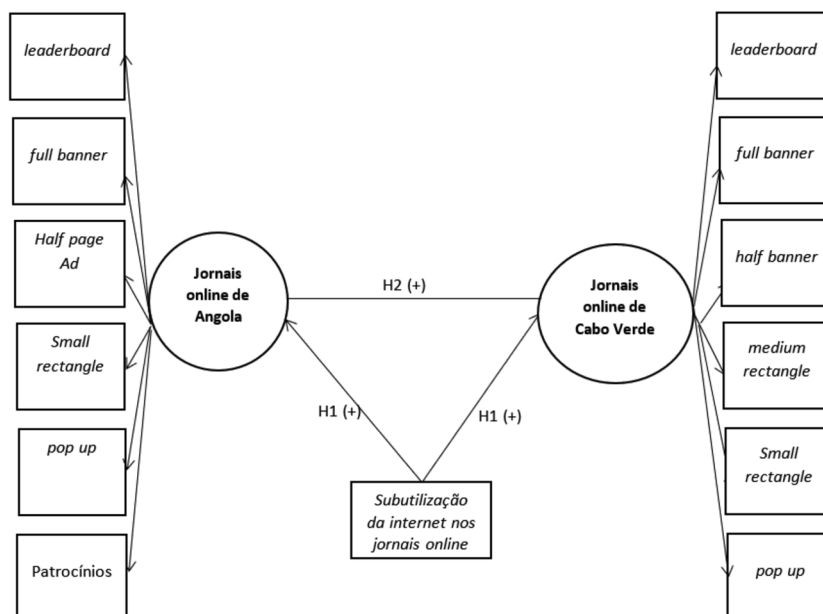 leaderboard
full banner
Half page
Ad
Small
rectangle
pop up
Patrocínios
Jornais
online de
Angola
H2 (+)
H1 (+)
H1 (+)
Subutilização
da internet nos
jornais online
Jornais
online de
Cabo Verde
leaderboard
full banner
half banner
medium
rectangle
Small
rectangle
pop up